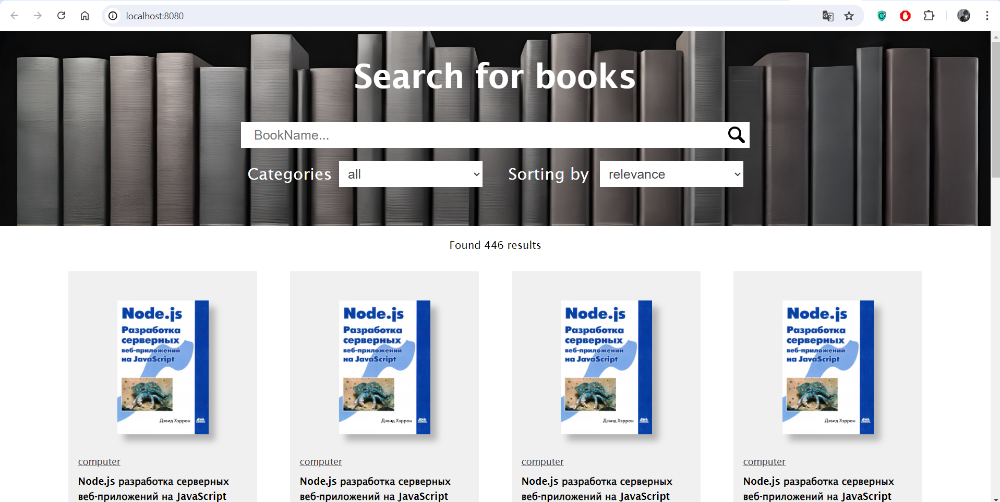 localhost:8080
Search for books
BookName...
Categories
all
Sorting by
relevance
Found 446 results
Node.js
Разработка
серверных
веб-приложений
на JavaScript
Дэвид Хэррон
computer
Node.js разработка серверных
веб-приложений на JavaScript
Node.js
Разработка
серверных
веб-приложений
на JavaScript
Дэвид Хэррон
computer
Node.js разработка серверных
веб-приложений на JavaScript
Node.js
Разработка
серверных
веб-приложений
на JavaScript
Дэвид Хэррон
computer
Node.js разработка серверных
веб-приложений на JavaScript
Node.js
Разработка
серверных
веб-приложений
на JavaScript
Дэвид Хэррон
computer
Node.js разработка серверных
веб-приложений на JavaScript